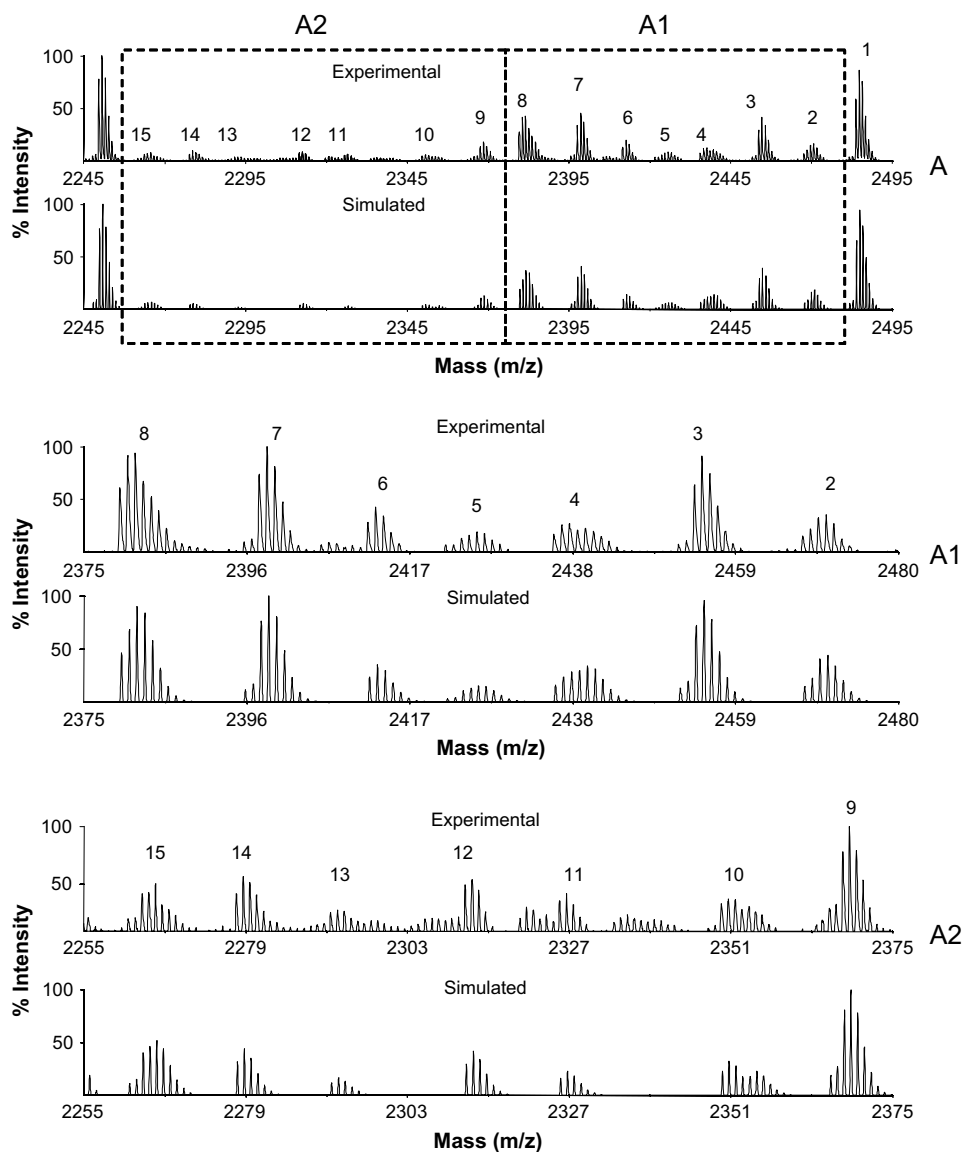 A2 A1
Experimental
100
50
15 14 13 12 11 10 9 8 7 6 5 4 3 2 1
2245 2295 2345 2395 2445 2495
A
Simulated
100
50
2245 2295 2345 2395 2445 2495
% Intensity
Mass (m/z)
Experimental
100
50
8 7 6 5 4 3 2
2375 2396 2417 2438 2459 2480
A1
Simulated
100
50
2375 2396 2417 2438 2459 2480
% Intensity
Mass (m/z)
Experimental
100
50
15 14 13 12 11 10 9
2255 2279 2303 2327 2351 2375
A2
Simulated
100
50
2255 2279 2303 2327 2351 2375
% Intensity
Mass (m/z)